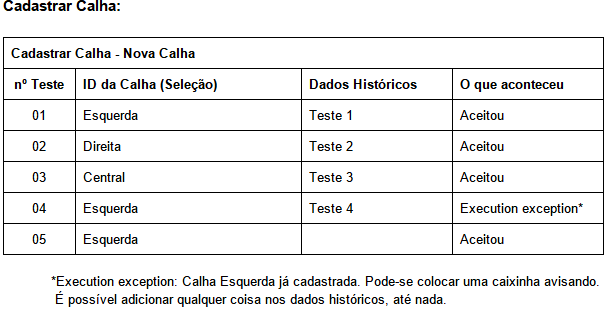 Cadastrar Calha:
Cadastrar Calha - Nova Calha
nº Teste ID da Calha (Seleção) Dados Históricos O que aconteceu
01 Esquerda Teste 1 Aceitou
02 Direita Teste 2 Aceitou
03 Central Teste 3 Aceitou
04 Esquerda Teste 4 Execution exception*
05 Esquerda Aceitou
*Execution exception: Calha Esquerda já cadastrada. Pode-se colocar uma caixinha avisando.
É possível adicionar qualquer coisa nos dados históricos, até nada.